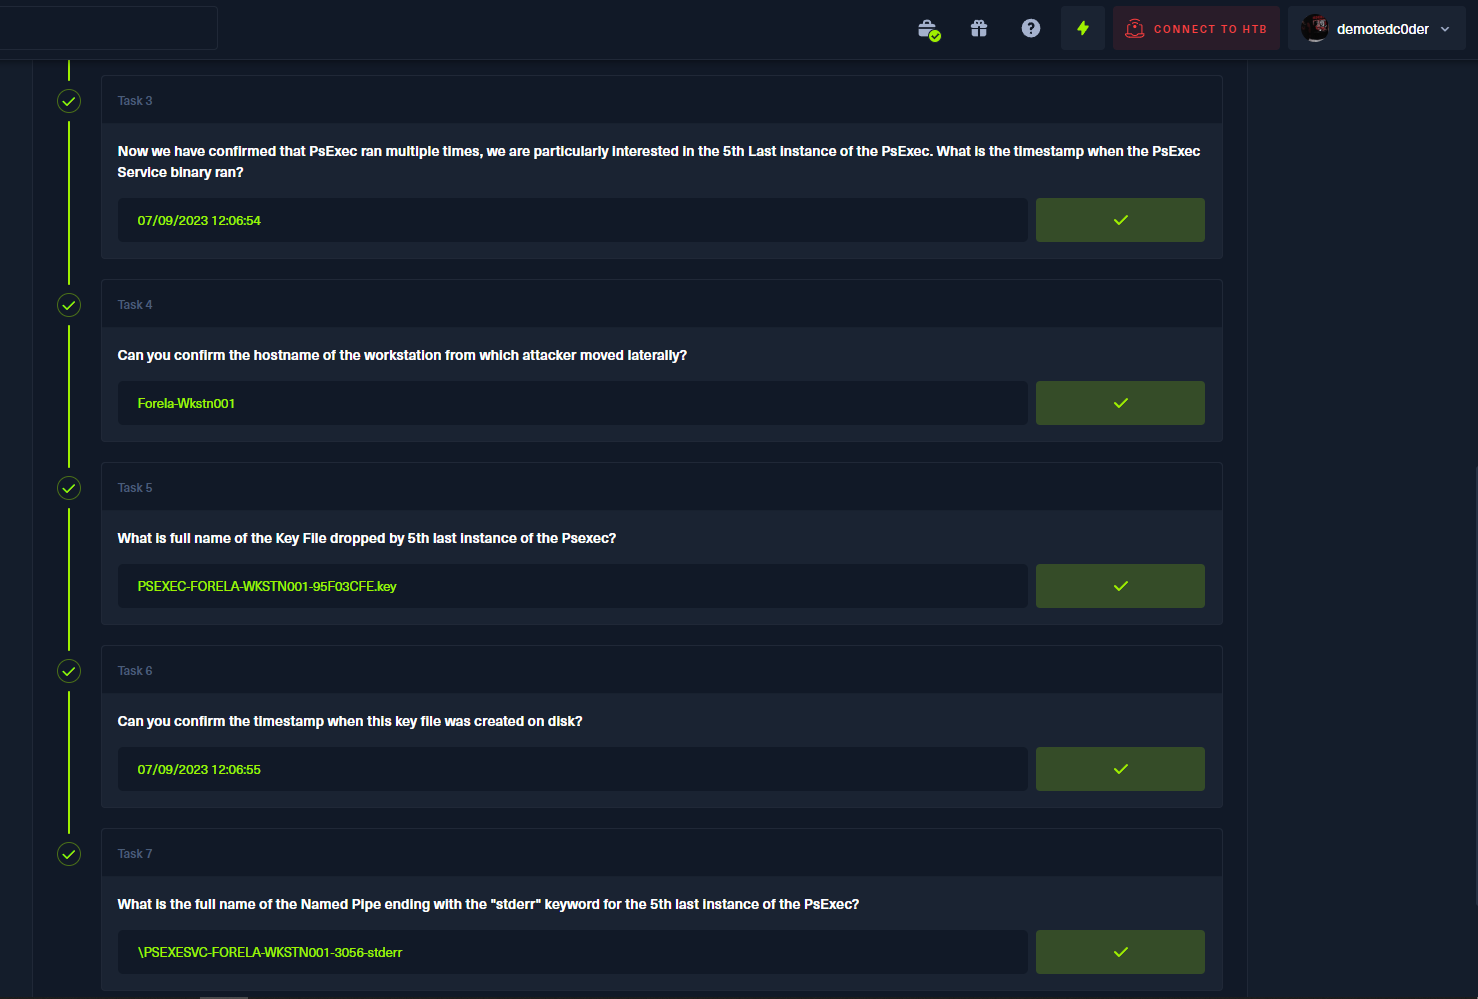 CONNECT TO HTB
demotedc0der
Task 3
Now we have confirmed that PsExec ran multiple times, we are particularly interested in the 5th Last instance of the PsExec. What is the timestamp when the PsExec
Service binary ran?
07/09/2023 12:06:54
Task 4
Can you confirm the hostname of the workstation from which attacker moved laterally?
Forela-Wkstn001
Task 5
What is full name of the Key File dropped by 5th last instance of the Psexec?
PSEXEC-FORELA-WKSTN001-95F03CFE.key
Task 6
Can you confirm the timestamp when this key file was created on disk?
07/09/2023 12:06:55
Task 7
What is the full name of the Named Pipe ending with the "stderr" keyword for the 5th last instance of the PsExec?
\PSEXESVC-FORELA-WKSTN001-3056-stderr